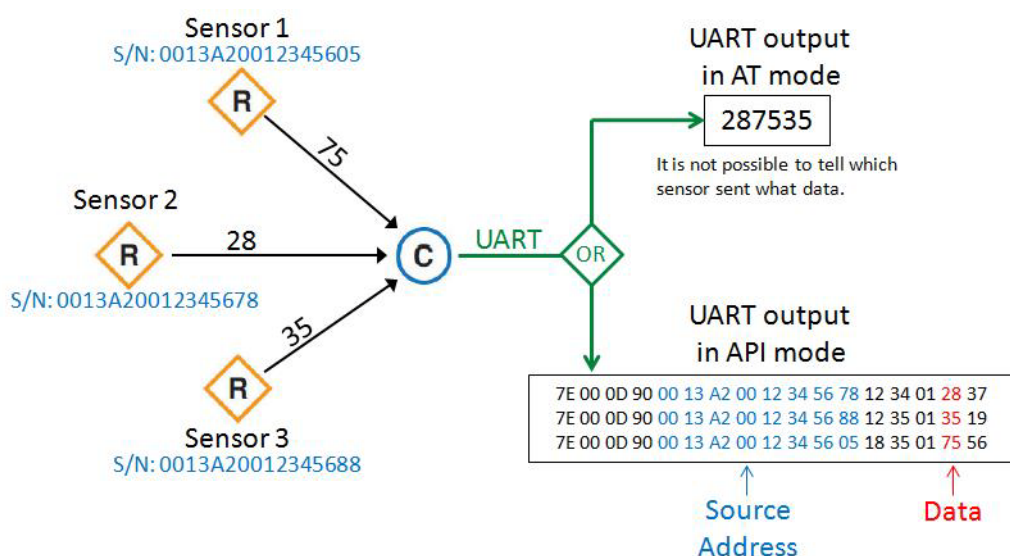 Sensor 1
S/N: 0013A20012345605
R
75
Sensor 2
R
28
S/N: 0013A20012345678
35
R
Sensor 3
S/N: 0013A20012345688
C
UART
OR
UART output
in AT mode
287535
It is not possible to tell which
sensor sent what data.
UART output
in API mode
7E 00 0D 90 00 13 A2 00 12 34 56 78 12 34 01 28 37
7E 00 0D 90 00 13 A2 00 12 34 56 88 12 35 01 35 19
7E 00 0D 90 00 13 A2 00 12 34 56 05 18 35 01 75 56
Source
Address
Data